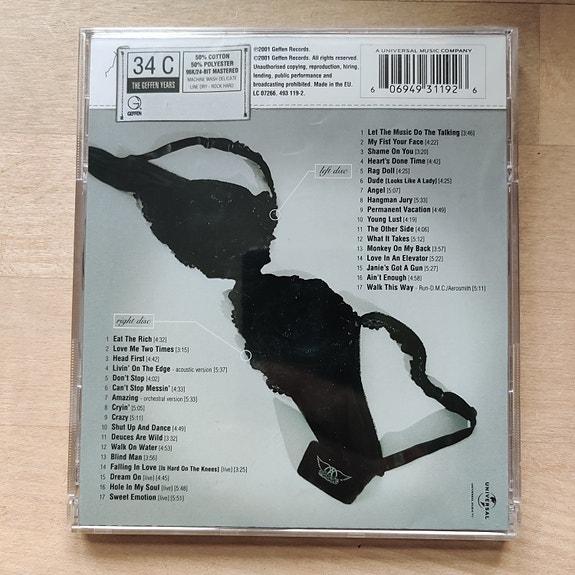 34 C
THE GEFFEN YEARS
GEFFEN
50% COTTON
50% POLYESTER
96K/24-BIT MASTERED
MACHINE WASH DELICATE
LINE DRY - ROCK HARD
℗2001 Geffen Records.
©2001 Geffen Records. All rights reserved.
Unauthorised copying, reproduction, hiring,
lending, public performance and
broadcasting prohibited. Made in the EU.
LC 07266. 493 119-2.
A UNIVERSAL MUSIC COMPANY
6 06949 31192 6
left disc
1 Let The Music Do The Talking [3:46]
2 My Fist Your Face [4:22]
3 Shame On You [3:20]
4 Heart's Done Time [4:42]
5 Rag Doll [4:25]
6 Dude (Looks Like A Lady) [4:25]
7 Angel [5:07]
8 Hangman Jury [5:33]
9 Permanent Vacation [4:49]
10 Young Lust [4:19]
11 The Other Side [4:06]
12 What It Takes [5:12]
13 Monkey On My Back [3:57]
14 Love In An Elevator [5:22]
15 Janie's Got A Gun [5:27]
16 Ain't Enough [4:58]
17 Walk This Way - Run-D.M.C./Aerosmith [5:11]
right disc
1 Eat The Rich [4:32]
2 Love Me Two Times [3:15]
3 Head First [4:42]
4 Livin' On The Edge - acoustic version [5:37]
5 Don't Stop [4:02]
6 Can't Stop Messin' [4:33]
7 Amazing - orchestral version [5:33]
8 Cryin' [5:05]
9 Crazy [5:11]
10 Shut Up And Dance [4:49]
11 Deuces Are Wild [3:32]
12 Walk On Water [4:53]
13 Blind Man [3:56]
14 Falling In Love (Is Hard On The Knees) [live] [3:25]
15 Dream On [live] [4:45]
16 Hole In My Soul [live] [5:48]
17 Sweet Emotion [live] [5:51]
UNIVERSAL